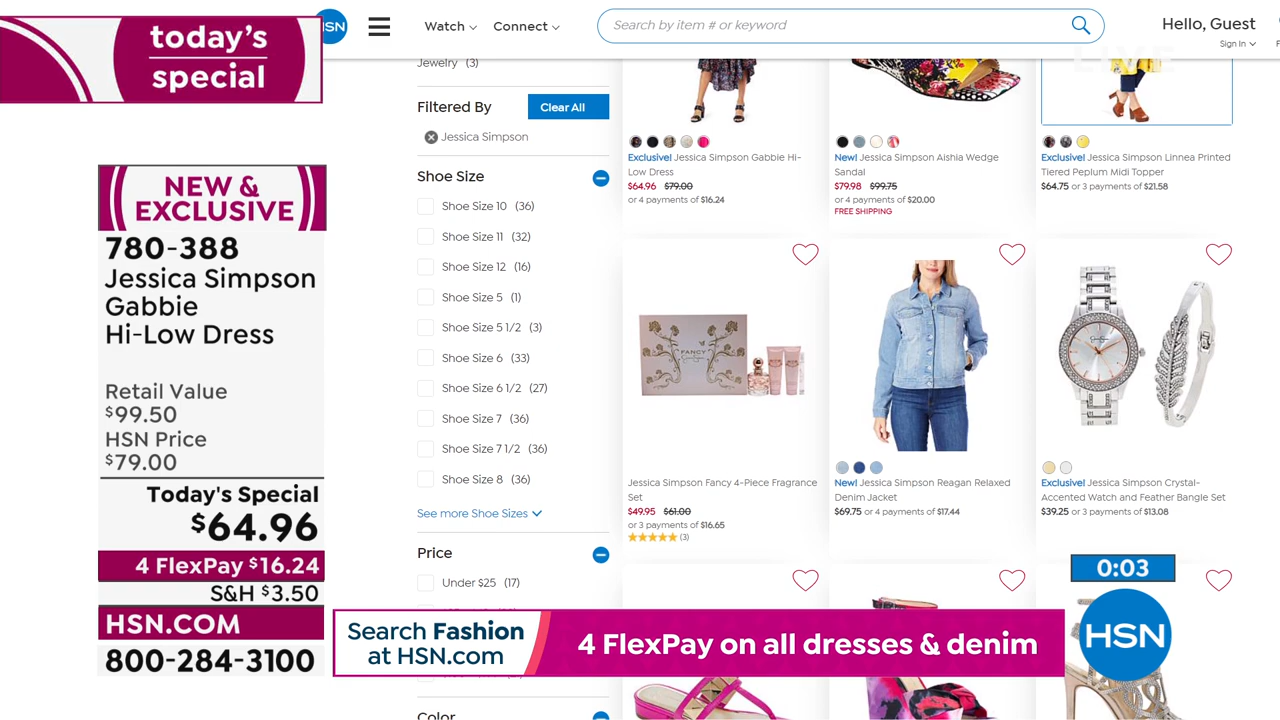 today's
special
HSN
Watch
Connect
Search by item # or keyword
Hello, Guest
Sign In
LIVE
NEW &
EXCLUSIVE
780-388
Jessica Simpson
Gabbie
Hi-Low Dress
Retail Value
$99.50
HSN Price
$79.00
Today's Special
$64.96
4 FlexPay $16.24
S&H $3.50
HSN.COM
800-284-3100
Jewelry (3)
Filtered By
Clear All
Jessica Simpson
Shoe Size
Shoe Size 10 (36)
Shoe Size 11 (32)
Shoe Size 12 (16)
Shoe Size 5 (1)
Shoe Size 5 1/2 (3)
Shoe Size 6 (33)
Shoe Size 6 1/2 (27)
Shoe Size 7 (36)
Shoe Size 7 1/2 (36)
Shoe Size 8 (36)
See more Shoe Sizes
Price
Under $25 (17)
Color
Exclusive! Jessica Simpson Gabbie Hi-
Low Dress
$64.96 $79.00
or 4 payments of $16.24
New! Jessica Simpson Aishia Wedge
Sandal
$79.98 $99.75
or 4 payments of $20.00
FREE SHIPPING
Exclusive! Jessica Simpson Linnea Printed
Tiered Peplum Midi Topper
$64.75 or 3 payments of $21.58
FANCY
Jessica Simpson Fancy 4-Piece Fragrance
Set
$49.95 $61.00
or 3 payments of $16.65
(3)
New! Jessica Simpson Reagan Relaxed
Denim Jacket
$69.75 or 4 payments of $17.44
Exclusive! Jessica Simpson Crystal-
Accented Watch and Feather Bangle Set
$39.25 or 3 payments of $13.08
0:03
Search Fashion
at HSN.com
4 FlexPay on all dresses & denim
HSN